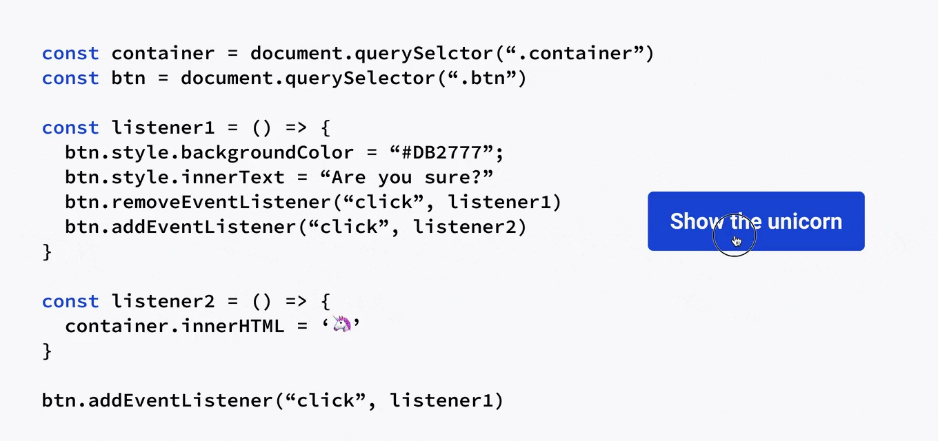 const container = document.querySelctor(“.container”)
const btn = document.querySelector(“.btn”)
const listener1 = () => {
btn.style.backgroundColor = “#DB2777”;
btn.style.innerText = “Are you sure?”
btn.removeEventListener(“click”, listener1)
btn.addEventListener(“click”, listener2)
}
Show the unicorn
const listener2 = () => {
container.innerHTML = ‘🦄’
}
btn.addEventListener(“click”, listener1)